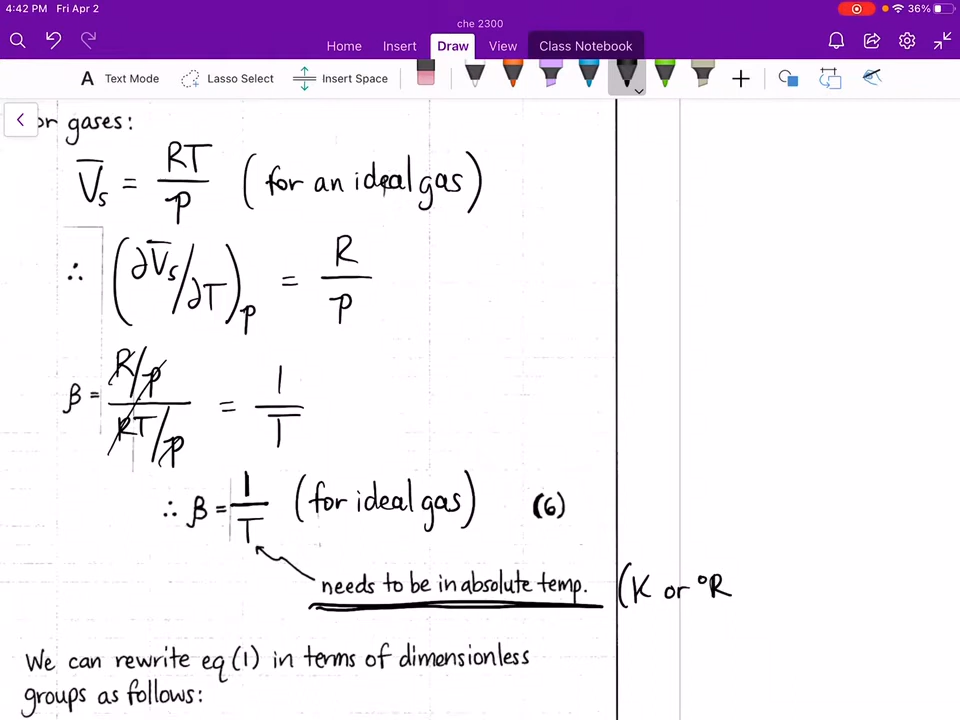 4:42 PM Fri Apr 2
36%
che 2300
Home Insert Draw View Class Notebook
A Text Mode Lasso Select Insert Space
or gases:
V̅s = RT/p (for an ideal gas)
∴ (∂V̅s/∂T)p = R/p
β = (R/p)/(RT/p) = 1/T
∴ β = 1/T (for ideal gas) (6)
needs to be in absolute temp. (K or °R
We can rewrite eq (1) in terms of dimensionless
groups as follows: